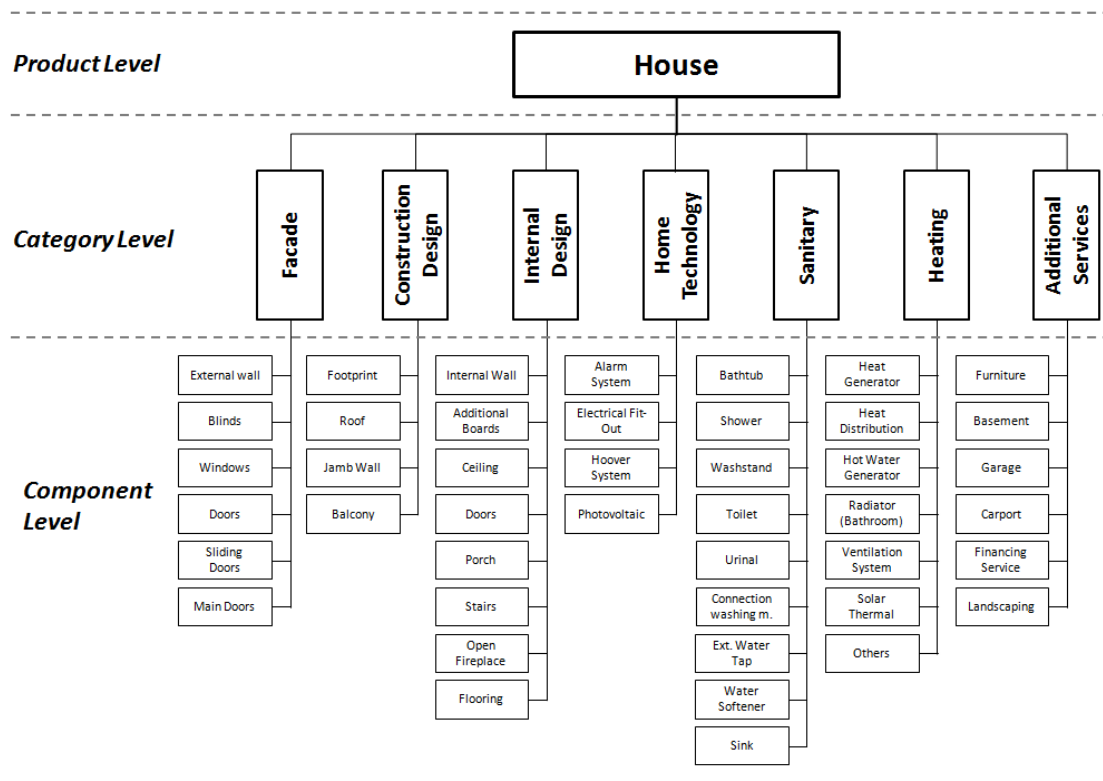 Product Level
House
Category Level
Facade
Construction
Design
Internal
Design
Home
Technology
Sanitary
Heating
Additional
Services
Component
Level
External wall
Blinds
Windows
Doors
Sliding
Doors
Main Doors
Footprint
Roof
Jamb Wall
Balcony
Internal Wall
Additional
Boards
Ceiling
Doors
Porch
Stairs
Open
Fireplace
Flooring
Alarm
System
Electrical Fit-
Out
Hoover
System
Photovoltaic
Bathtub
Shower
Washstand
Toilet
Urinal
Connection
washing m.
Ext. Water
Tap
Water
Softener
Sink
Heat
Generator
Heat
Distribution
Hot Water
Generator
Radiator
(Bathroom)
Ventilation
System
Solar
Thermal
Others
Furniture
Basement
Garage
Carport
Financing
Service
Landscaping